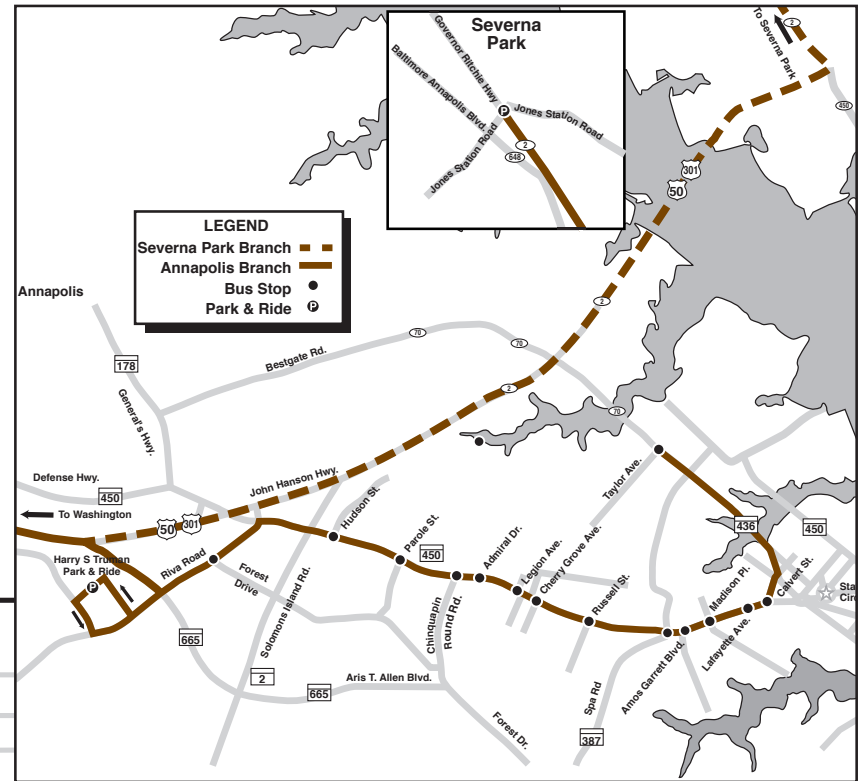 Severna
Park
Governor Ritchie Hwy
Baltimore Annapolis Blvd.
Jones Station Road
Jones Station Road
2
648
To Severna Park
2
450
301
50
2
LEGEND
Severna Park Branch
Annapolis Branch
Bus Stop
Park & Ride P
Annapolis
178
General's Hwy.
Bestgate Rd.
70
70
70
2
Defense Hwy.
450
John Hanson Hwy.
To Washington
50
301
Harry S Truman
Park & Ride
P
Riva Road
Forest
Drive
Hudson St.
Solomons Island Rd.
Parole St.
450
Admiral Dr.
Chinquapin
Round Rd.
Legion Ave.
Cherry Grove Ave.
Taylor Ave.
Russell St.
436
450
Madison Pl.
Calvert St.
Sta
Cir
Lafayette Ave.
Amos Garrett Blvd.
Spa Rd
387
665
2
665
Aris T. Allen Blvd.
Forest Dr.